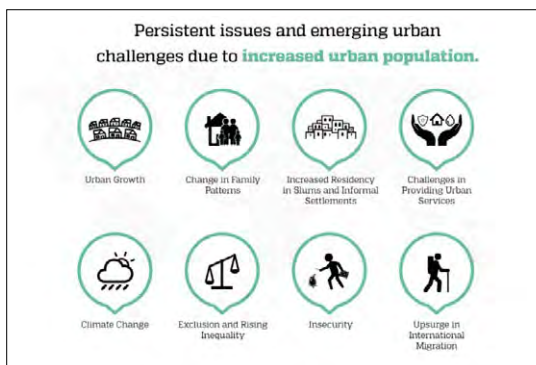 Persistent issues and emerging urban
challenges due to increased urban population.
Urban Growth
Change in Family
Patterns
Increased Residency
in Slums and Informal
Settlements
Challenges in
Providing Urban
Services
Climate Change
Exclusion and Rising
Inequality
Insecurity
Upsurge in
International
Migration